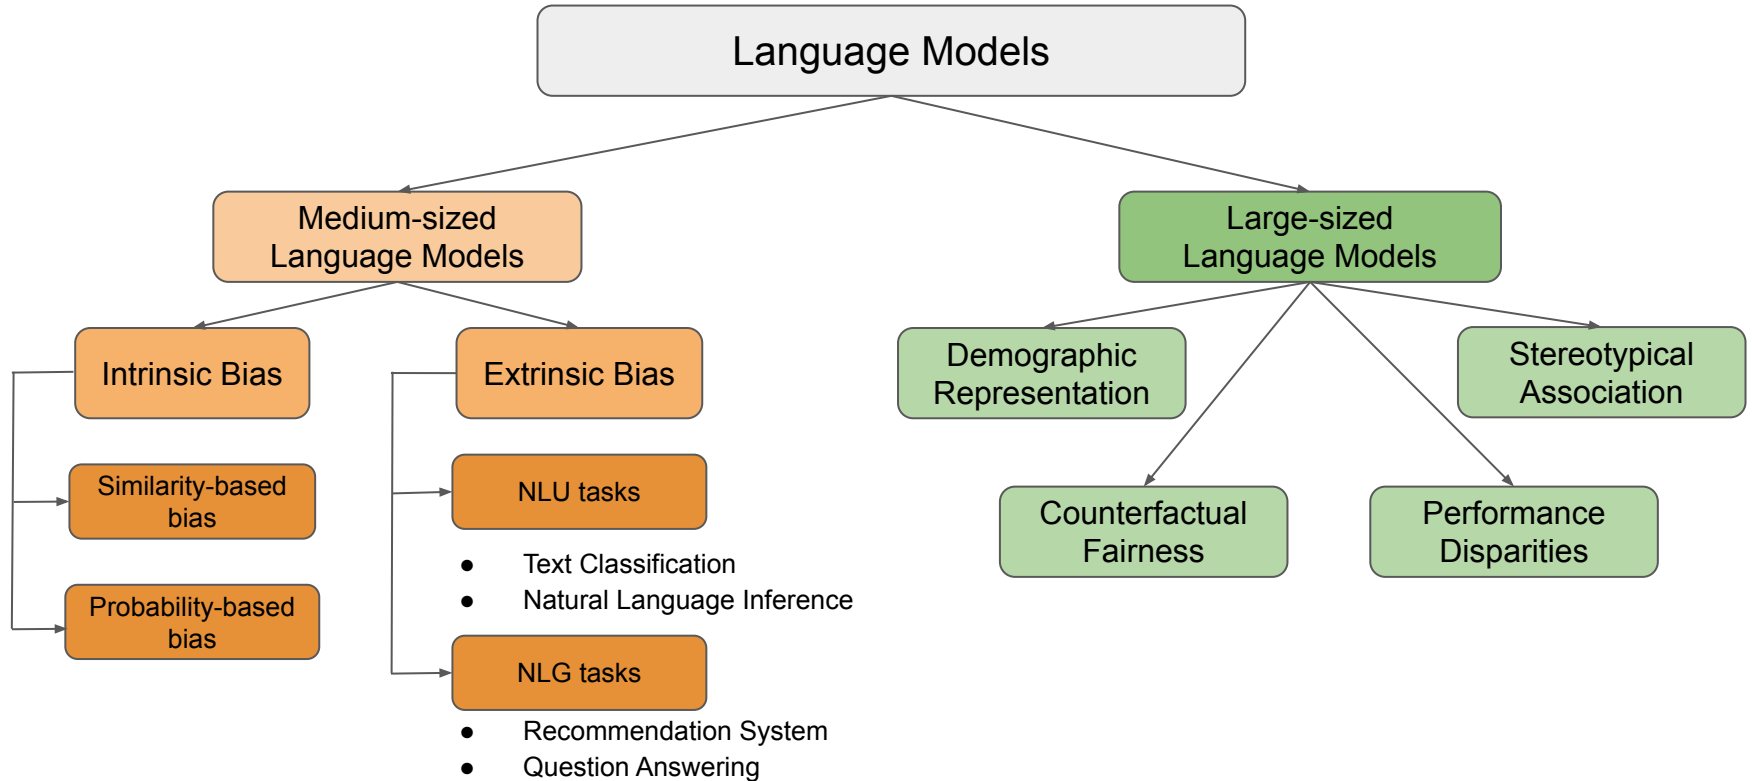 Language Models
Medium-sized
Language Models
Large-sized
Language Models
Intrinsic Bias
Extrinsic Bias
Demographic
Representation
Stereotypical
Association
Similarity-based
bias
NLU tasks
Counterfactual
Fairness
Performance
Disparities
● Text Classification
● Natural Language Inference
Probability-based
bias
NLG tasks
● Recommendation System
● Question Answering